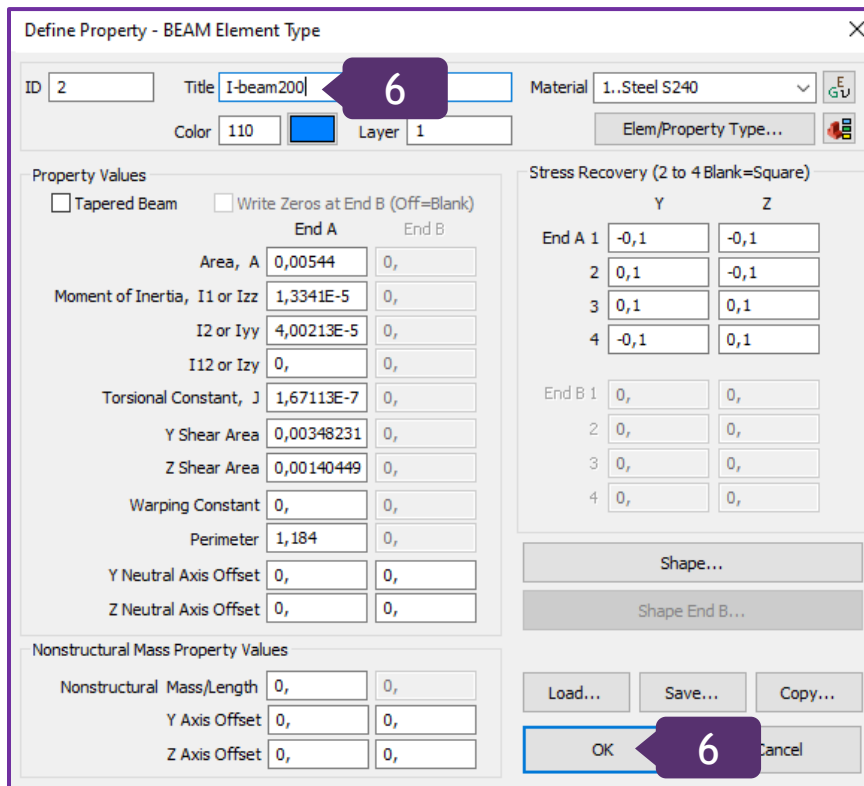 Define Property - BEAM Element Type
ID 2 Title I-beam200 6 Material 1..Steel S240
Color 110 Layer 1 Elem/Property Type...
Property Values
Tapered Beam Write Zeros at End B (Off=Blank)
End A End B
Area, A 0,00544 0,
Moment of Inertia, I1 or Izz 1,3341E-5 0,
I2 or Iyy 4,00213E-5 0,
I12 or Izy 0, 0,
Torsional Constant, J 1,67113E-7 0,
Y Shear Area 0,00348231 0,
Z Shear Area 0,00140449 0,
Warping Constant 0, 0,
Perimeter 1,184 0,
Y Neutral Axis Offset 0, 0,
Z Neutral Axis Offset 0, 0,
Nonstructural Mass Property Values
Nonstructural Mass/Length 0, 0,
Y Axis Offset 0, 0,
Z Axis Offset 0, 0,
Stress Recovery (2 to 4 Blank=Square)
Y Z
End A 1 -0,1 -0,1
2 0,1 -0,1
3 0,1 0,1
4 -0,1 0,1
End B 1 0, 0,
2 0, 0,
3 0, 0,
4 0, 0,
Shape...
Shape End B...
Load... Save... Copy...
OK 6 Cancel